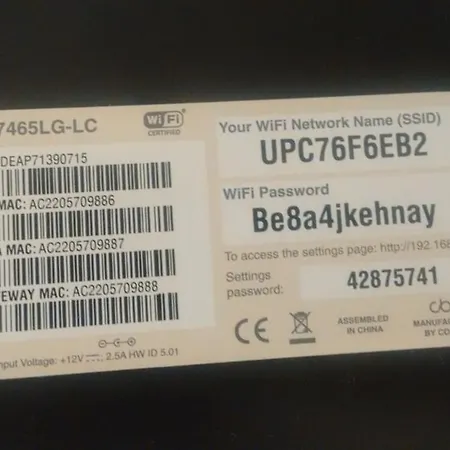 7465LG-LC
WiFi
CERTIFIED
DEAP71390715
MAC: AC2205709886
A MAC: AC2205709887
EWAY MAC: AC2205709888
nput Voltage: +12V 2.5A HW ID 5.01
Your WiFi Network Name (SSID)
UPC76F6EB2
WiFi Password
Be8a4jkehnay
To access the settings page: http://192.168
Settings
password:
42875741
CE
ASSEMBLED
IN CHINA
MANUFA
BY CO